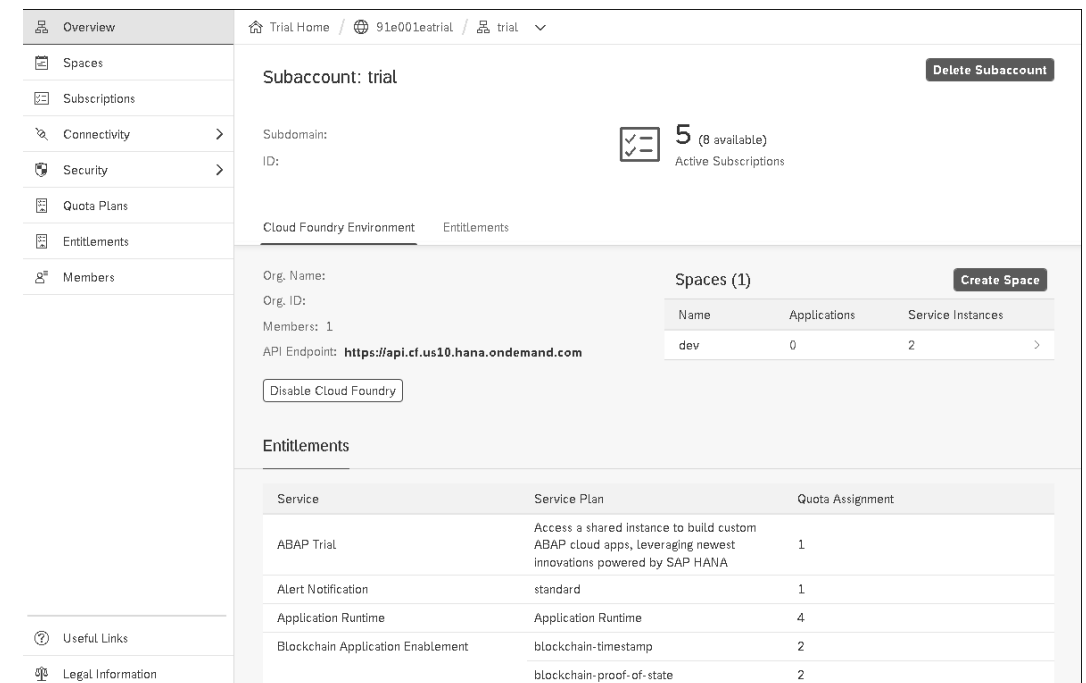 Overview
Spaces
Subscriptions
Connectivity
Security
Quota Plans
Entitlements
Members
Useful Links
Legal Information
Trial Home / 91e001eatrial / trial
Subaccount: trial
Delete Subaccount
Subdomain:
ID:
5 (8 available)
Active Subscriptions
Cloud Foundry Environment Entitlements
Org. Name:
Org. ID:
Members: 1
API Endpoint: https://api.cf.us10.hana.ondemand.com
Disable Cloud Foundry
Spaces (1)
Create Space
Name Applications Service Instances
dev 0 2
Entitlements
Service Service Plan Quota Assignment
Access a shared instance to build custom
ABAP Trial ABAP cloud apps, leveraging newest 1
innovations powered by SAP HANA
Alert Notification standard 1
Application Runtime Application Runtime 4
Blockchain Application Enablement blockchain-timestamp 2
blockchain-proof-of-state 2